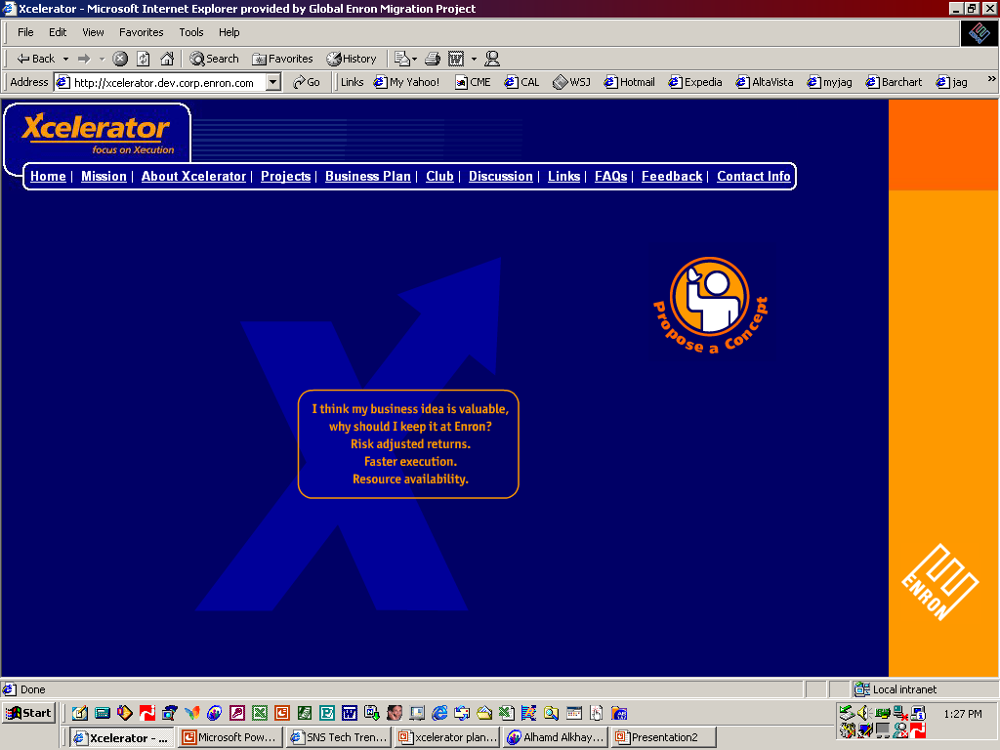 Xcelerator - Microsoft Internet Explorer provided by Global Enron Migration Project
File Edit View Favorites Tools Help
Back Search Favorites History
Address http://xcelerator.dev.corp.enron.com Go Links My Yahoo! CME CAL WSJ Hotmail Expedia AltaVista myjag Barchart jag »
Xcelerator
focus on Xecution
Home | Mission | About Xcelerator | Projects | Business Plan | Club | Discussion | Links | FAQs | Feedback | Contact Info
Propose a Concept
I think my business idea is valuable,
why should I keep it at Enron?
Risk adjusted returns.
Faster execution.
Resource availability.
ENRON
Done Local intranet
Start 1:27 PM
Xcelerator - ... Microsoft Pow... SNS Tech Tren... xcelerator plan... Alhamd Alkhay... Presentation2